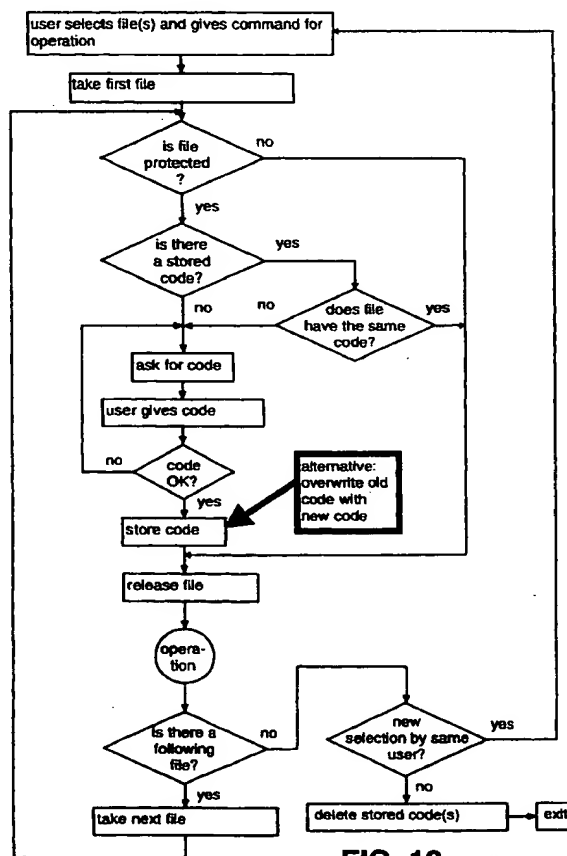 user selects file(s) and gives command for
operation
take first file
is file
protected
?
no
yes
is there
a stored
code?
yes
no
does file
have the same
code?
no
yes
ask for code
user gives code
code
OK?
no
yes
alternative:
overwrite old
code with
new code
store code
release file
opera-
tion
Is there a
following
file?
no
yes
new
selection by same
user?
yes
no
take next file
delete stored code(s)
exit